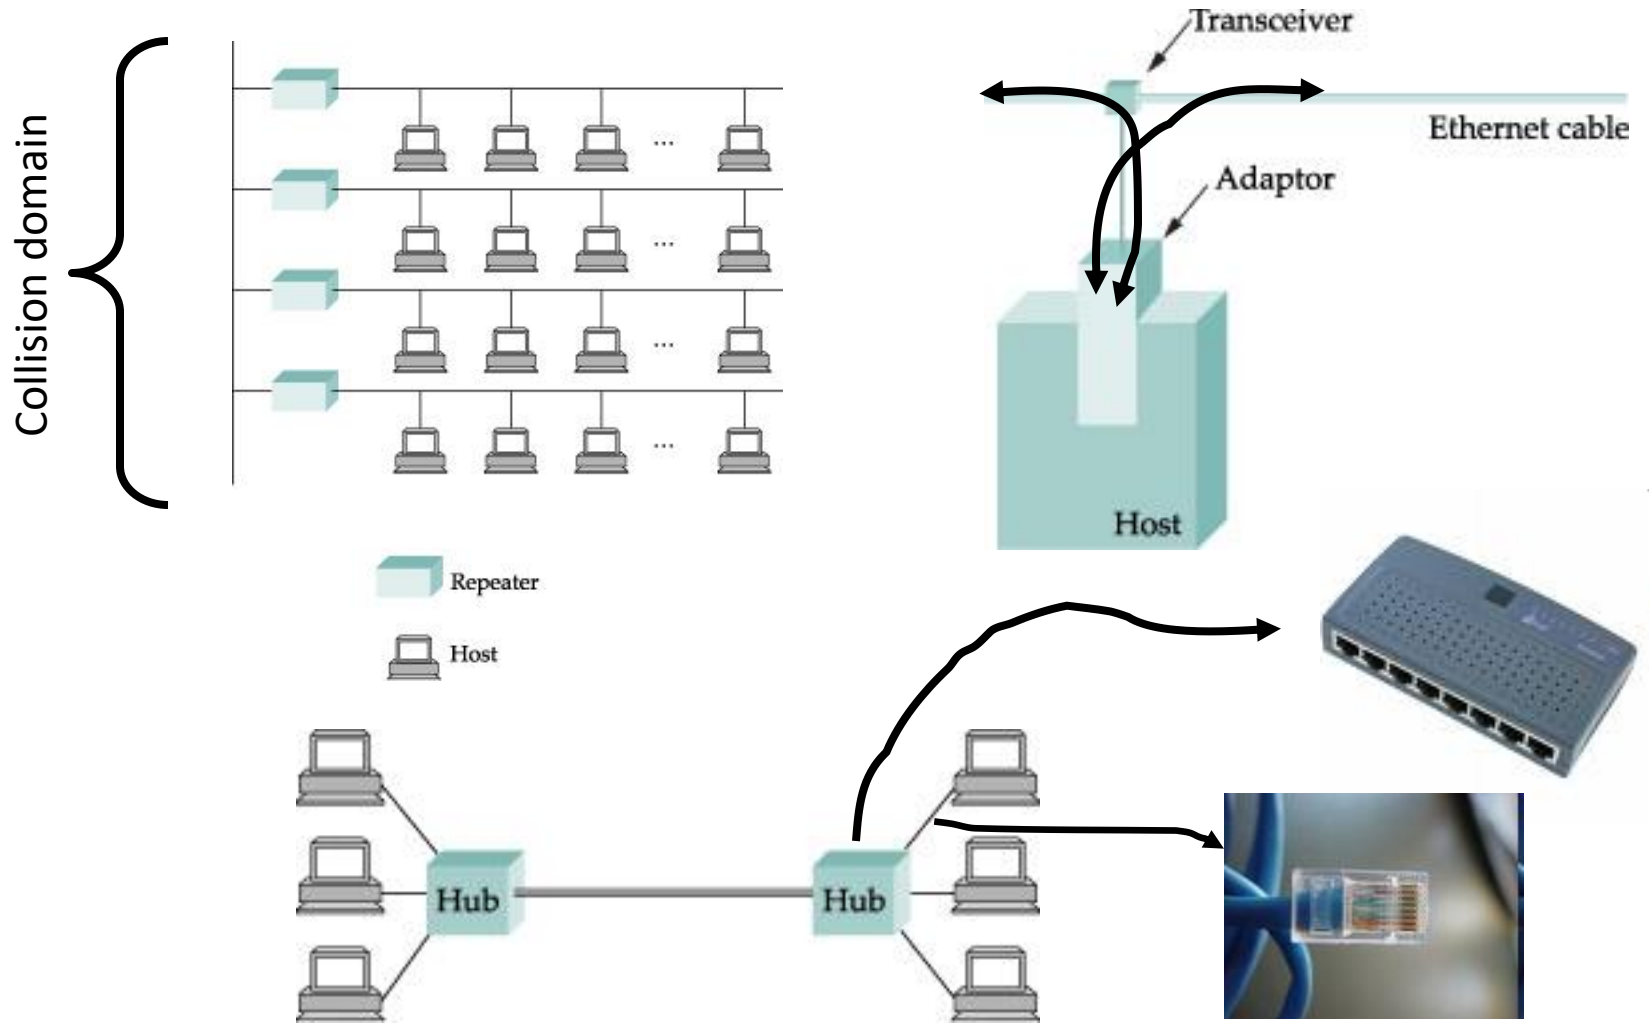 Collision domain
...
...
...
...
Repeater
Host
Transceiver
Ethernet cable
Adaptor
Host
Hub
Hub